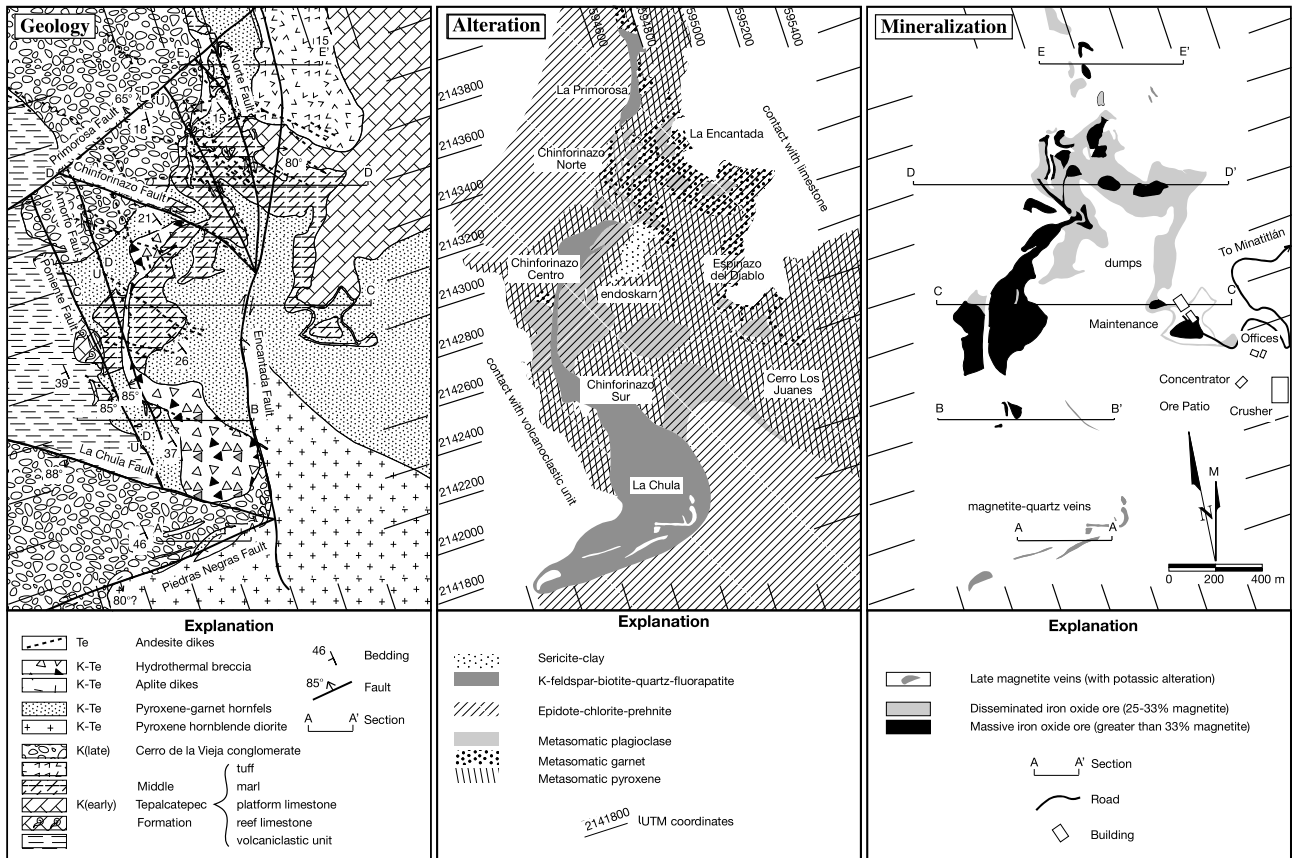 Geology
15
E
E'
Norte Fault
D
U
65°
15
18
Primorosa Fault
80°
D
D'
Chinforinazo Fault
Amorfo Fault
21
D
U
Poniente Fault
C
C'
Encantada Fault
26
39
85°
85°
B
B'
D
U
37
La Chula Fault
88°
46
A
Piedras Negras Fault
80°?
Explanation
Te Andesite dikes
K-Te Hydrothermal breccia
K-Te Aplite dikes
K-Te Pyroxene-garnet hornfels
K-Te Pyroxene hornblende diorite
K(late) Cerro de la Vieja conglomerate
tuff
Middle marl
K(early) Tepalcatepec platform limestone
Formation reef limestone
volcaniclastic unit
46 Bedding
85° Fault
A A' Section
Alteration
594600
594800
595000
595200
595400
2143800
La Primorosa
2143600
La Encantada
Chinforinazo
Norte
contact with limestone
2143400
2143200
Chinforinazo
Centro
Espinazo
del Diablo
2143000
endoskarn
2142800
2142600
Chinforinazo
Sur
Cerro Los
Juanes
contact with volcanoclastic unit
2142400
2142200
La Chula
2142000
2141800
Explanation
Sericite-clay
K-feldspar-biotite-quartz-fluorapatite
Epidote-chlorite-prehnite
Metasomatic plagioclase
Metasomatic garnet
Metasomatic pyroxene
2141800 UTM coordinates
Mineralization
E E'
D D'
To Minatitlán
dumps
C C'
Maintenance
Offices
Concentrator
Ore Patio
Crusher
B B'
M
N
magnetite-quartz veins
A A'
0 200 400 m
Explanation
Late magnetite veins (with potassic alteration)
Disseminated iron oxide ore (25-33% magnetite)
Massive iron oxide ore (greater than 33% magnetite)
A A' Section
Road
Building